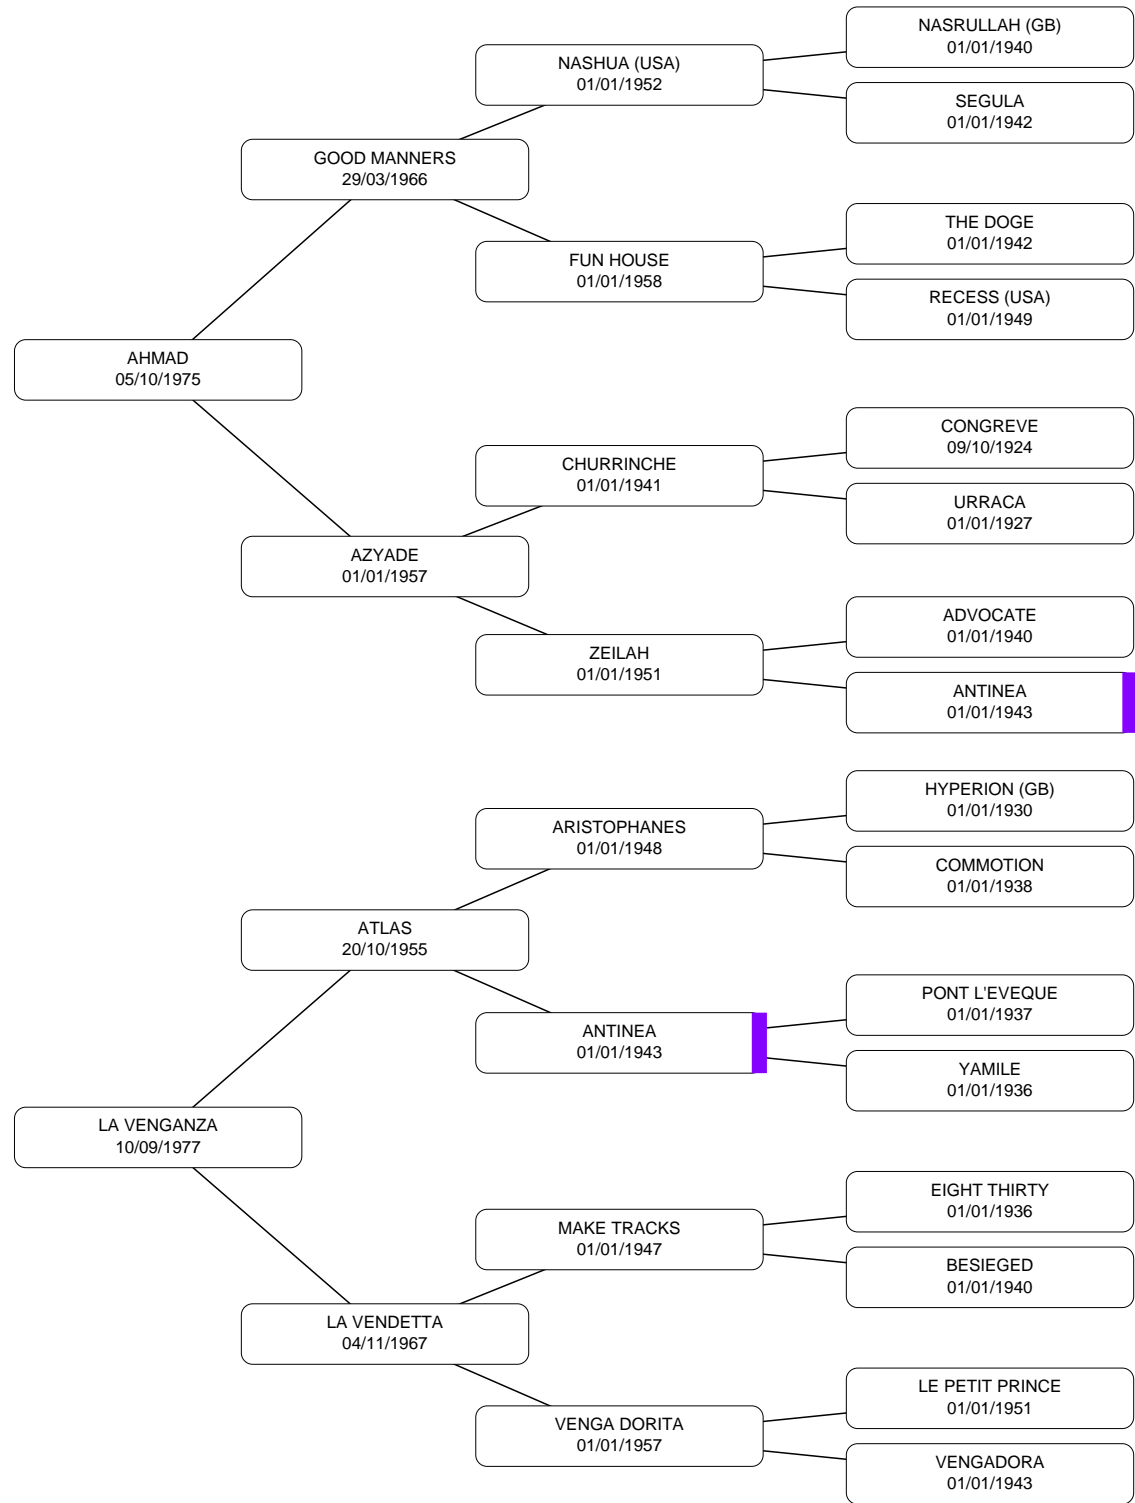 NASRULLAH (GB)
01/01/1940
NASHUA (USA)
01/01/1952
SEGULA
01/01/1942
GOOD MANNERS
29/03/1966
THE DOGE
01/01/1942
FUN HOUSE
01/01/1958
RECESS (USA)
01/01/1949
AHMAD
05/10/1975
CONGREVE
09/10/1924
CHURRINCHE
01/01/1941
URRACA
01/01/1927
AZYADE
01/01/1957
ADVOCATE
01/01/1940
ZEILAH
01/01/1951
ANTINEA
01/01/1943
HYPERION (GB)
01/01/1930
ARISTOPHANES
01/01/1948
COMMOTION
01/01/1938
ATLAS
20/10/1955
PONT L'EVEQUE
01/01/1937
ANTINEA
01/01/1943
YAMILE
01/01/1936
LA VENGANZA
10/09/1977
EIGHT THIRTY
01/01/1936
MAKE TRACKS
01/01/1947
BESIEGED
01/01/1940
LA VENDETTA
04/11/1967
LE PETIT PRINCE
01/01/1951
VENGA DORITA
01/01/1957
VENGADORA
01/01/1943